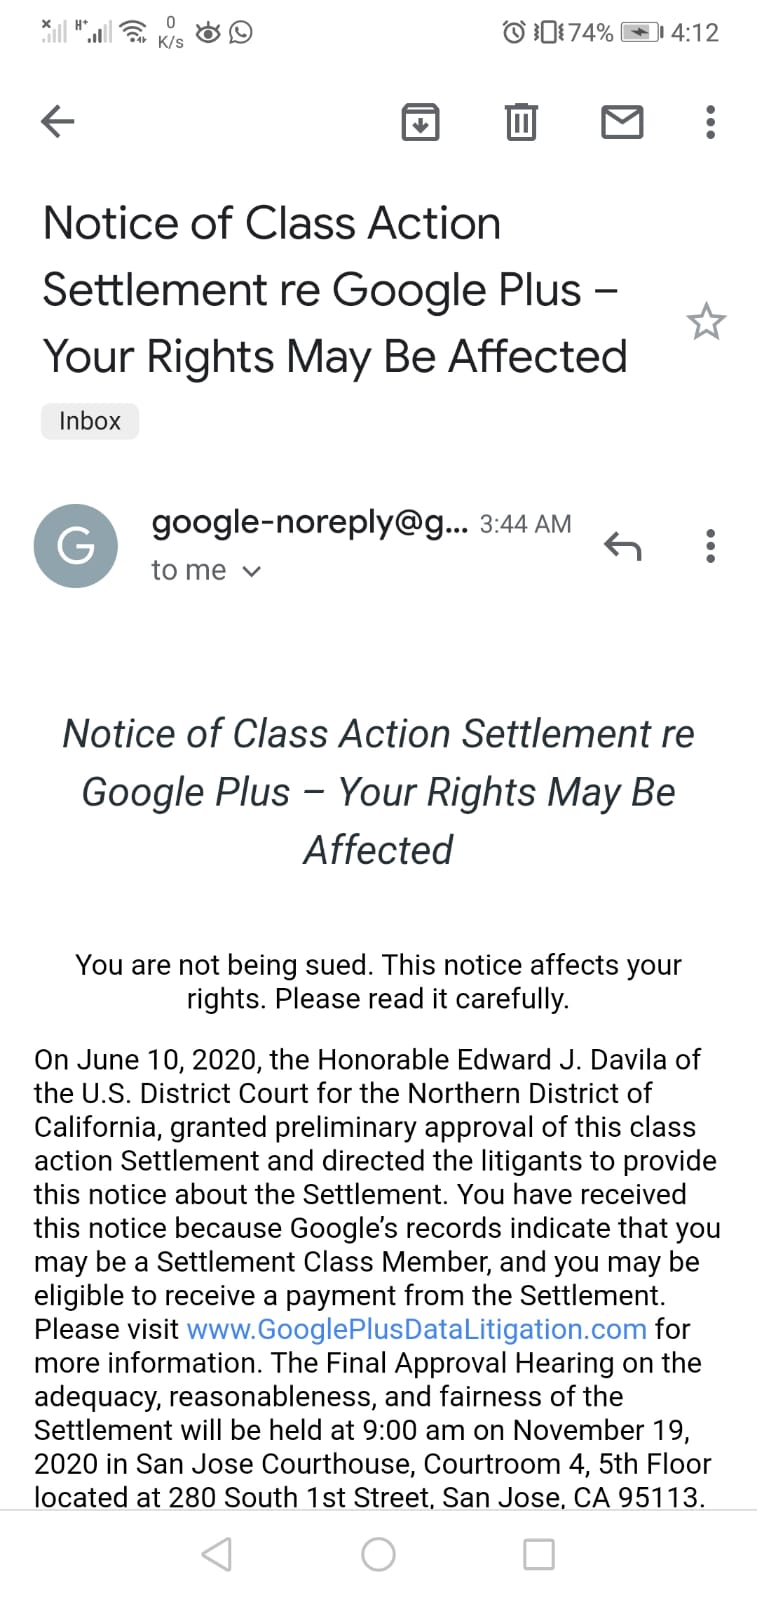 0
K/s
H+
74%
4:12
Notice of Class Action
Settlement re Google Plus –
Your Rights May Be Affected
Inbox
G
google-noreply@g... 3:44 AM
to me
Notice of Class Action Settlement re
Google Plus – Your Rights May Be
Affected
You are not being sued. This notice affects your
rights. Please read it carefully.
On June 10, 2020, the Honorable Edward J. Davila of
the U.S. District Court for the Northern District of
California, granted preliminary approval of this class
action Settlement and directed the litigants to provide
this notice about the Settlement. You have received
this notice because Google’s records indicate that you
may be a Settlement Class Member, and you may be
eligible to receive a payment from the Settlement.
Please visit www.GooglePlusDataLitigation.com for
more information. The Final Approval Hearing on the
adequacy, reasonableness, and fairness of the
Settlement will be held at 9:00 am on November 19,
2020 in San Jose Courthouse, Courtroom 4, 5th Floor
located at 280 South 1st Street, San Jose, CA 95113.